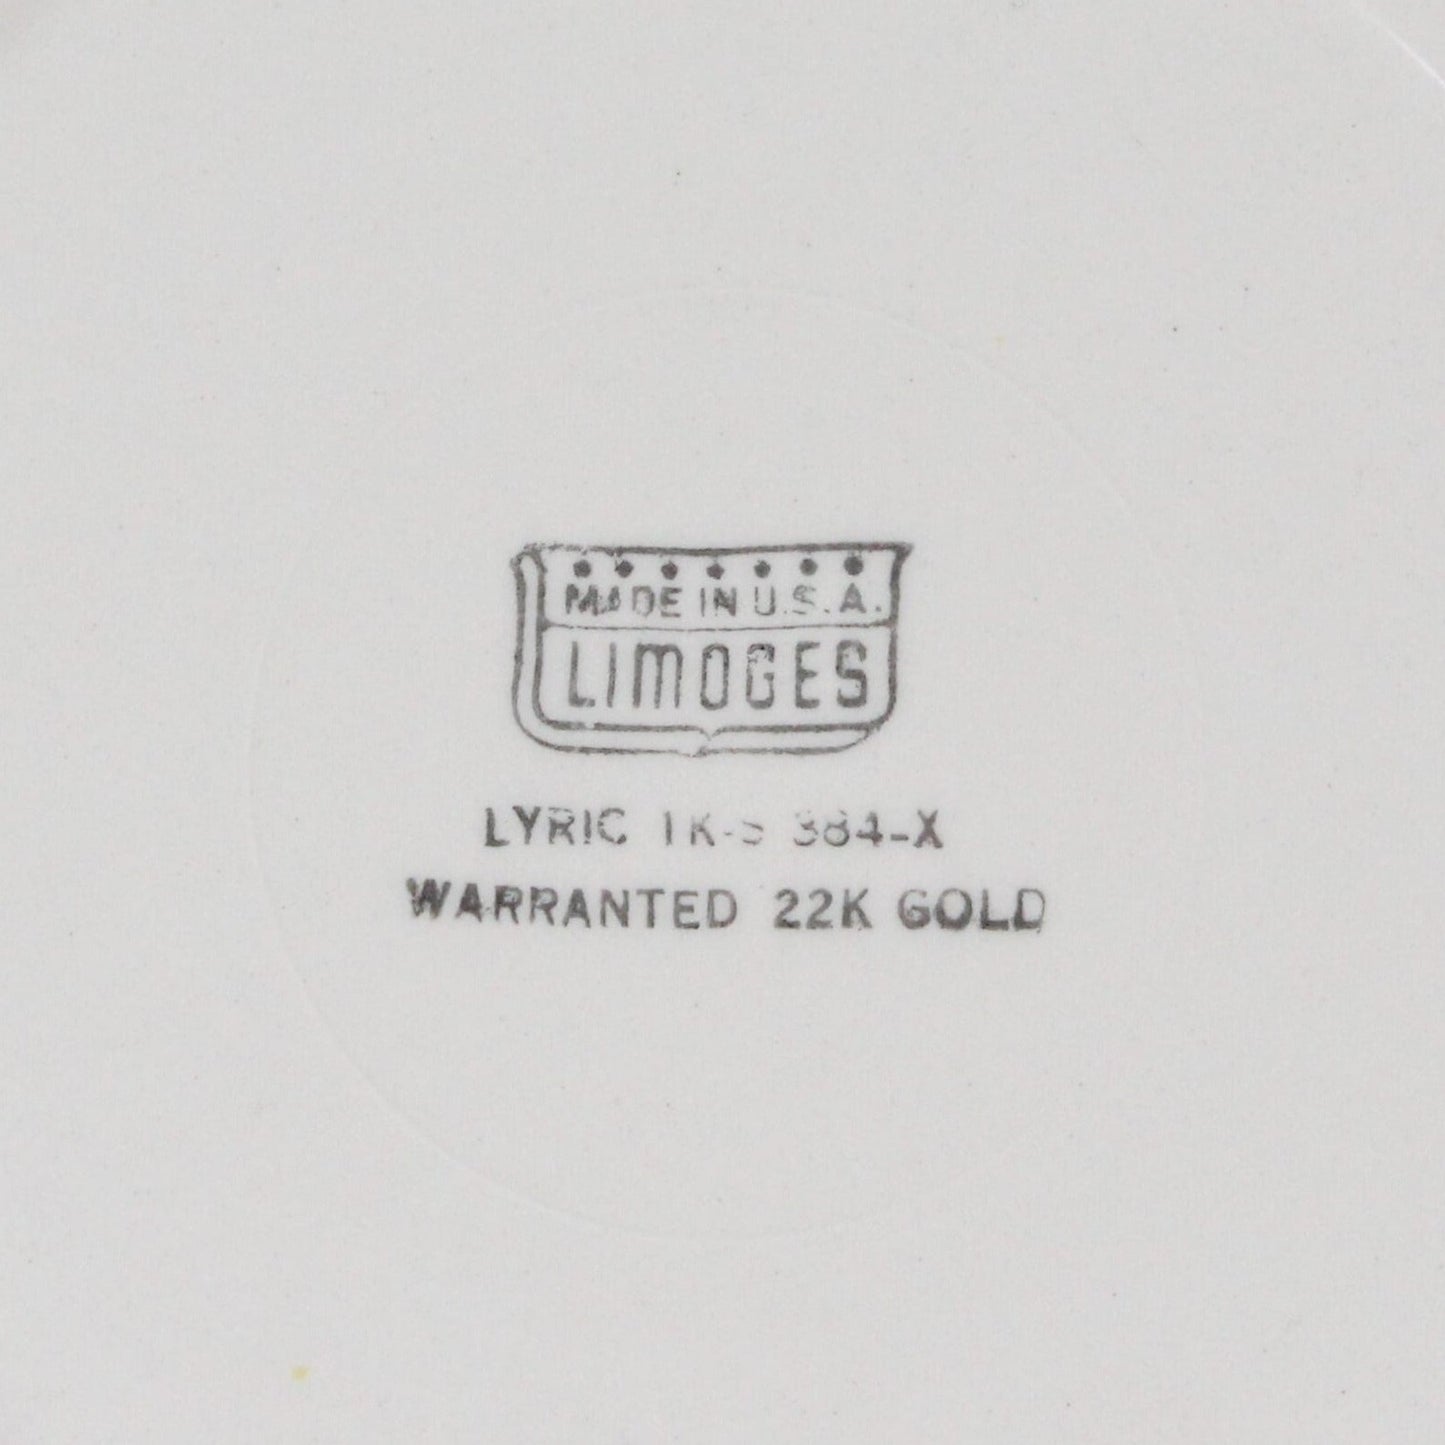 MADE IN U.S.A.
LIMOGES
LYRIC 384-X
WARRANTED 22K GOLD